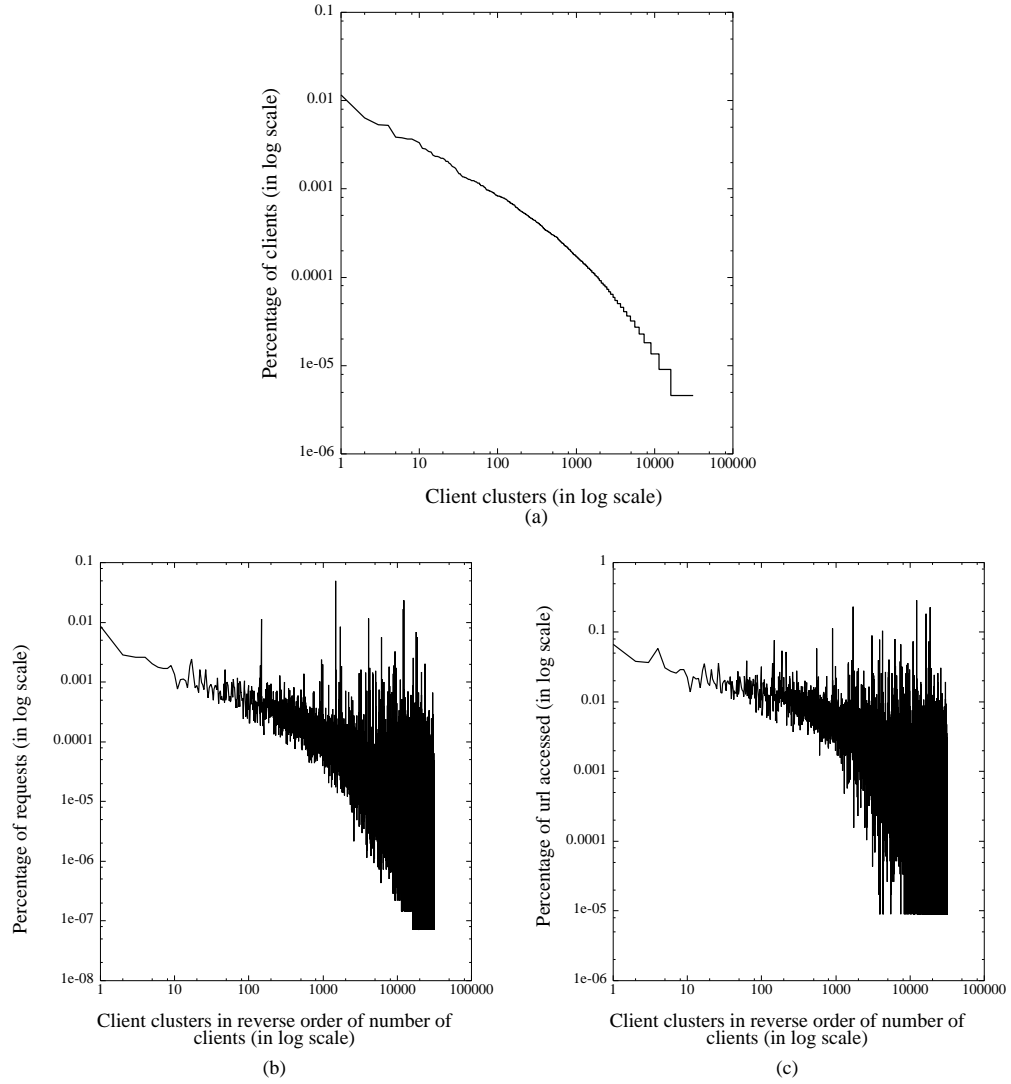 0.1
0.01
0.001
0.0001
1e-05
1e-06
Percentage of clients (in log scale)
1 10 100 1000 10000 100000
Client clusters (in log scale)
(a)
0.1
0.01
0.001
0.0001
1e-05
1e-06
1e-07
1e-08
Percentage of requests (in log scale)
1 10 100 1000 10000 100000
Client clusters in reverse order of number of
clients (in log scale)
(b)
1
0.1
0.01
0.001
0.0001
1e-05
1e-06
Percentage of url accessed (in log scale)
1 10 100 1000 10000 100000
Client clusters in reverse order of number of
clients (in log scale)
(c)